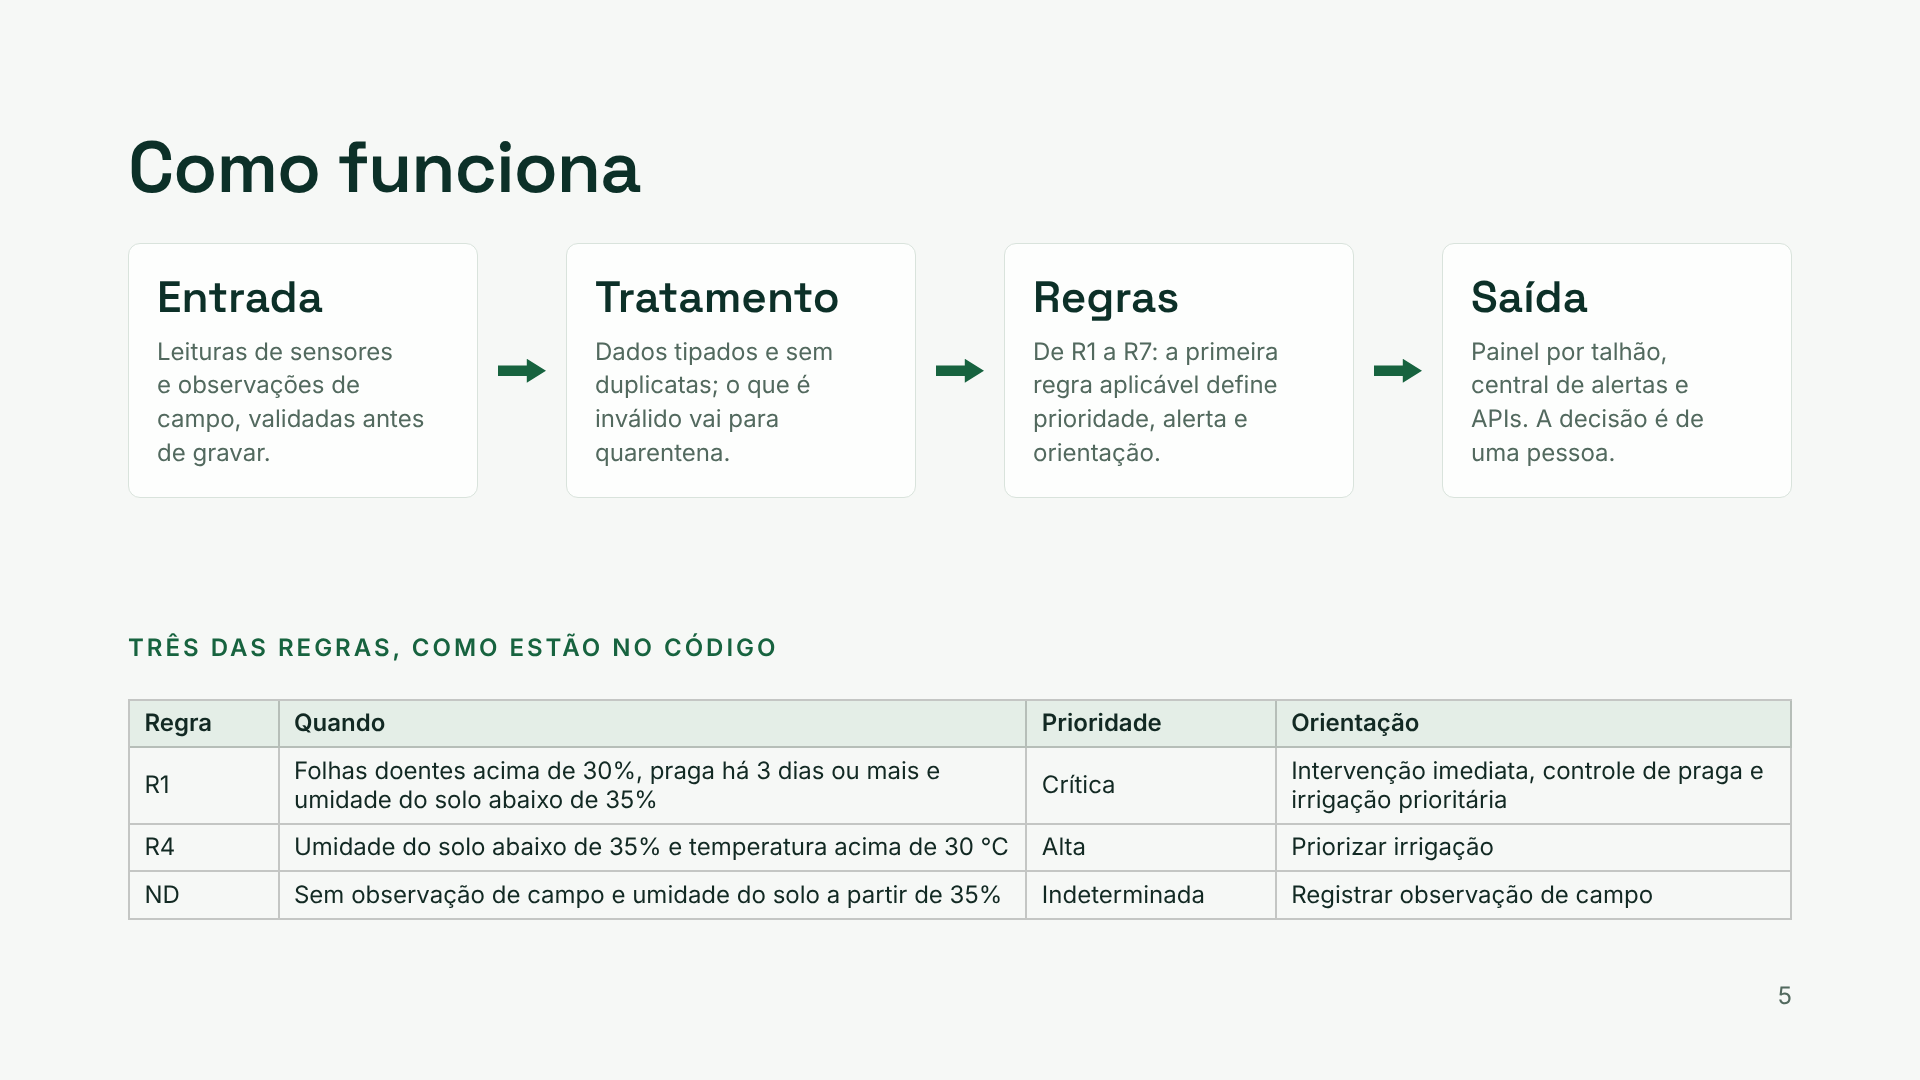 Como funciona
Entrada
Leituras de sensores
e observações de
campo, validadas antes
de gravar.
Tratamento
Dados tipados e sem
duplicatas; o que é
inválido vai para
quarentena.
Regras
De R1 a R7: a primeira
regra aplicável define
prioridade, alerta e
orientação.
Saída
Painel por talhão,
central de alertas e
APIs. A decisão é de
uma pessoa.
TRÊS DAS REGRAS, COMO ESTÃO NO CÓDIGO
Regra Quando Prioridade Orientação
R1 Folhas doentes acima de 30%, praga há 3 dias ou mais e
umidade do solo abaixo de 35% Crítica Intervenção imediata, controle de praga e
irrigação prioritária
R4 Umidade do solo abaixo de 35% e temperatura acima de 30 °C Alta Priorizar irrigação
ND Sem observação de campo e umidade do solo a partir de 35% Indeterminada Registrar observação de campo
5